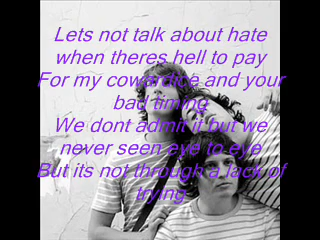 Lets not talk about hate
when theres hell to pay
For my cowardice and your
bad timing
We dont admit it but we
never seen eye to eye
But its not through a lack of
trying